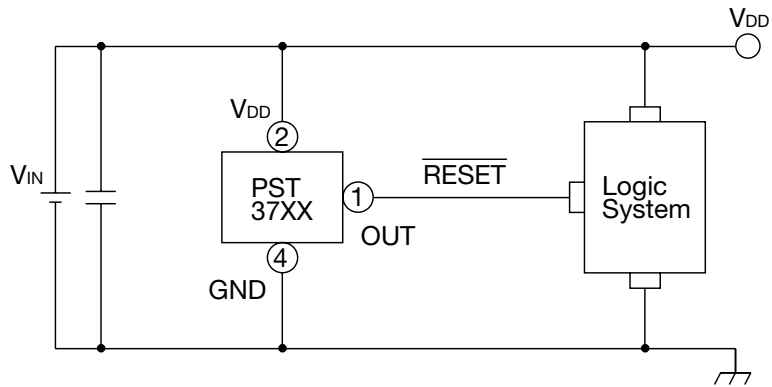 VDD
VDD
2
VIN
PST
37XX
1
RESET
Logic
System
OUT
4
GND